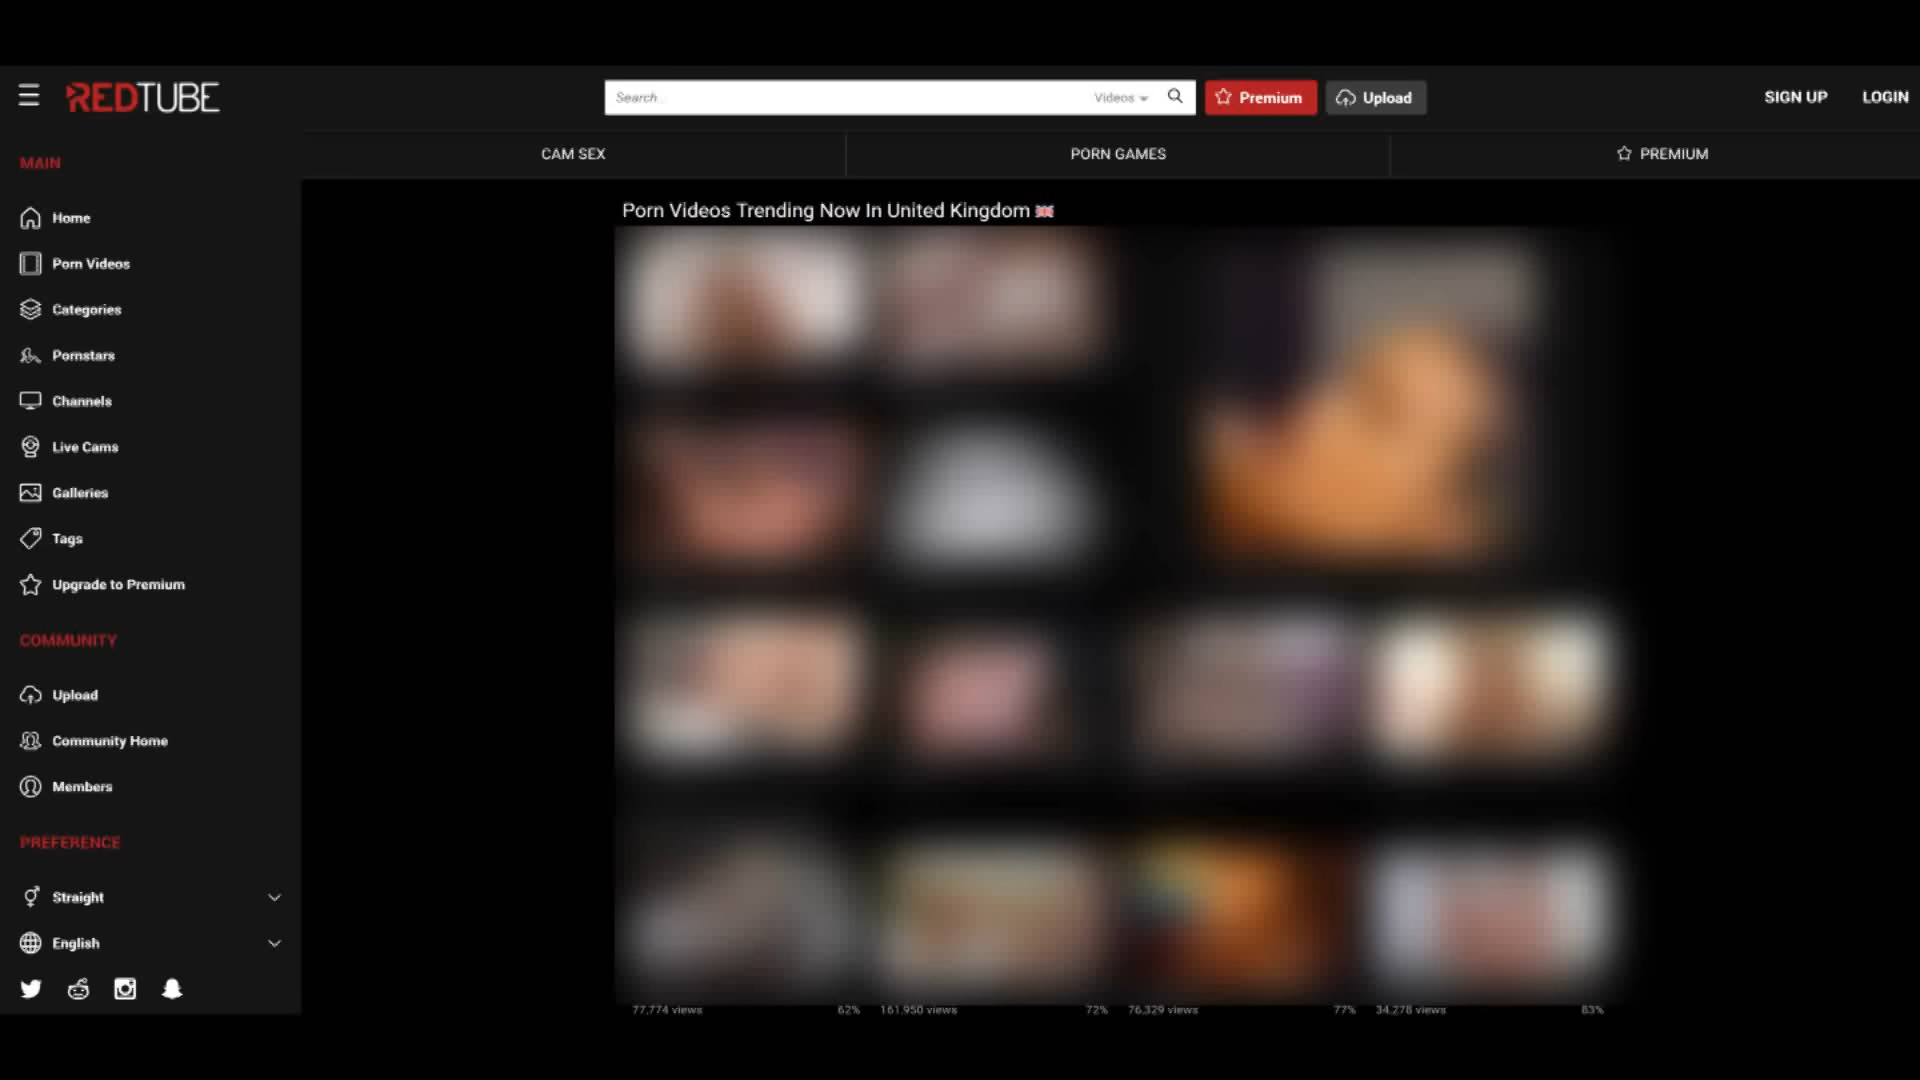 REDTUBE
Search...
Videos
Premium
Upload
SIGN UP
LOGIN
CAM SEX
PORN GAMES
PREMIUM
MAIN
Home
Porn Videos
Categories
Pornstars
Channels
Live Cams
Galleries
Tags
Upgrade to Premium
COMMUNITY
Upload
Community Home
Members
PREFERENCE
Straight
English
Porn Videos Trending Now In United Kingdom
77,774 views 62%
161,950 views 72%
76,329 views 77%
34,278 views 83%